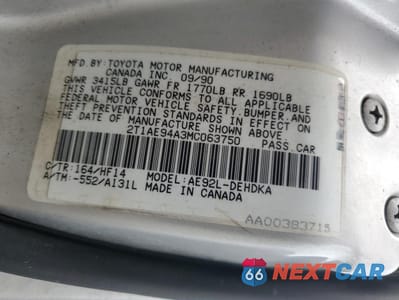 MFD.BY:TOYOTA MOTOR MANUFACTURING
CANADA INC. 09/90
GVWR 3415LB GAWR FR 1770LB RR 1690LB
THIS VEHICLE CONFORMS TO ALL APPLICABLE
FEDERAL MOTOR VEHICLE SAFETY,BUMPER,AND
THEFT PREVENTION STANDARDS IN EFFECT ON
THE DATE OF MANUFACTURE SHOWN ABOVE.
2T1AE94A3MC063750 PASS.CAR
C/TR:164/HF14 MODEL:AE92L-DEHDKA
A/TM:-552/A131L MADE IN CANADA
AA00383715
66 NEXTCAR